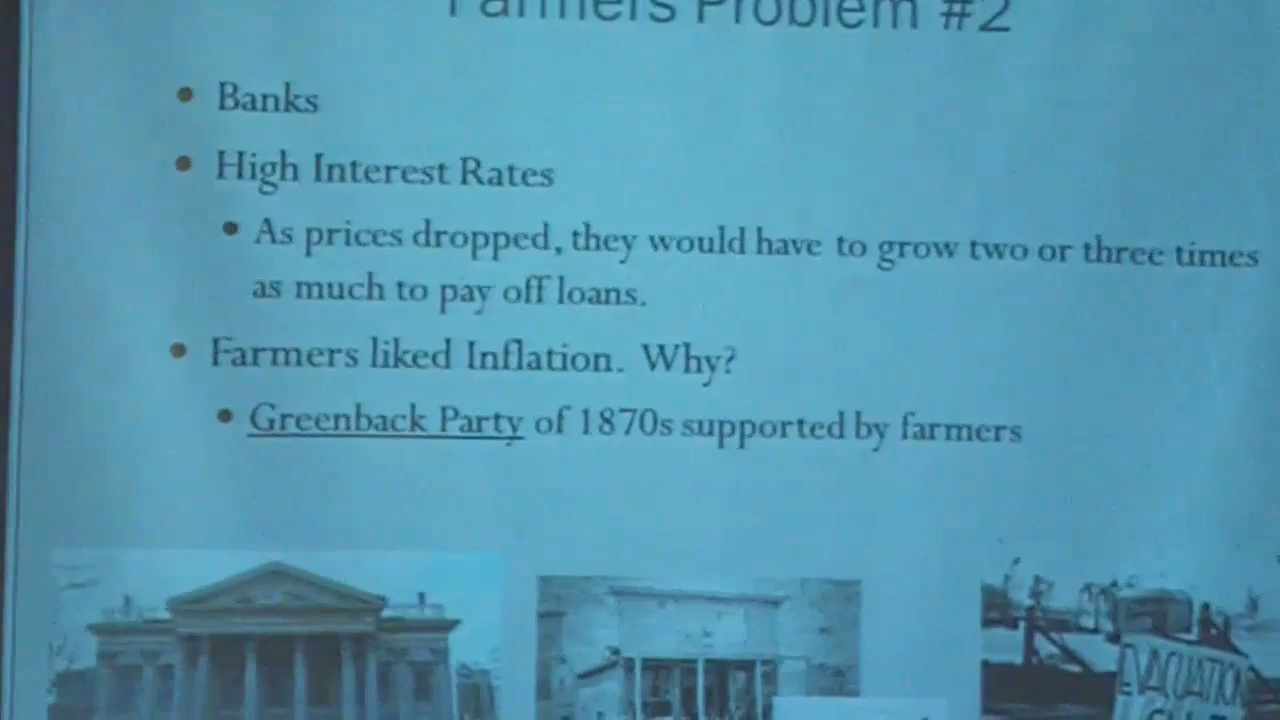 Farmers Problem #2
Banks
High Interest Rates
As prices dropped, they would have to grow two or three times
as much to pay off loans.
Farmers liked Inflation. Why?
Greenback Party of 1870s supported by farmers
EVACUATION